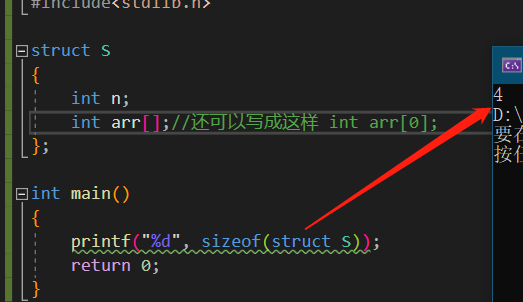 #include<stdlib.h>
struct S
{
int n;
int arr[];//还可以写成这样 int arr[0];
};
int main()
{
printf("%d", sizeof(struct S));
return 0;
}
C:\
4
D:\
要在
按任